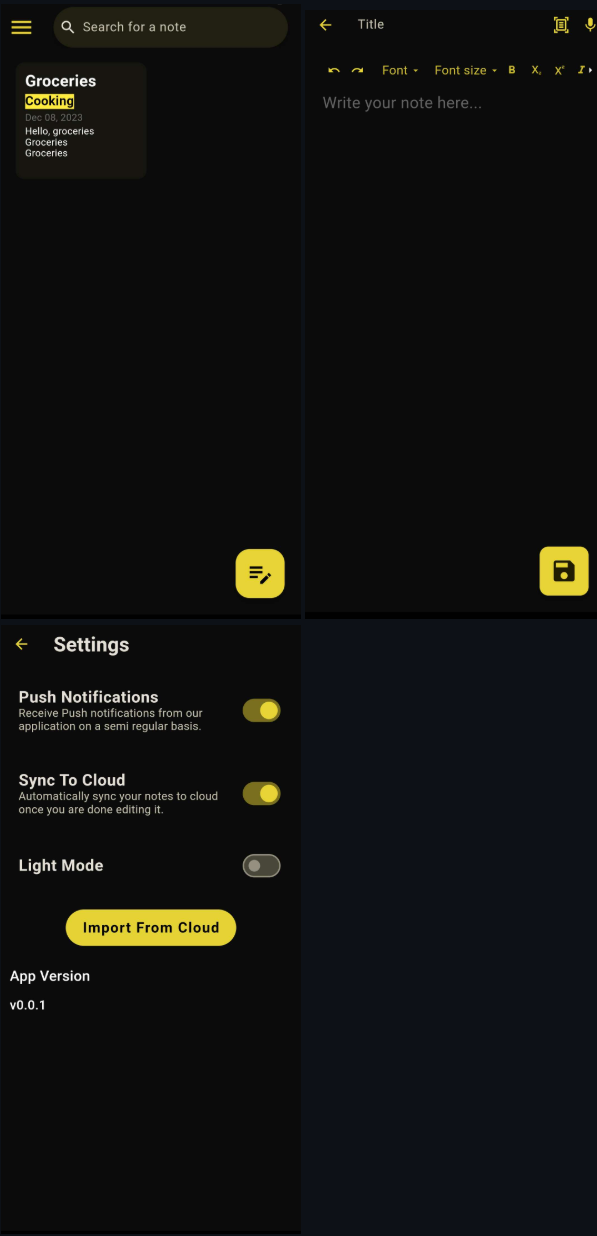 Search for a note
Groceries
Cooking
Dec 08, 2023
Hello, groceries
Groceries
Groceries
Title
Font
Font size
B X₂ Xˣ I
Write your note here...
Settings
Push Notifications
Receive Push notifications from our
application on a semi regular basis.
Sync To Cloud
Automatically sync your notes to cloud
once you are done editing it.
Light Mode
Import From Cloud
App Version
v0.0.1